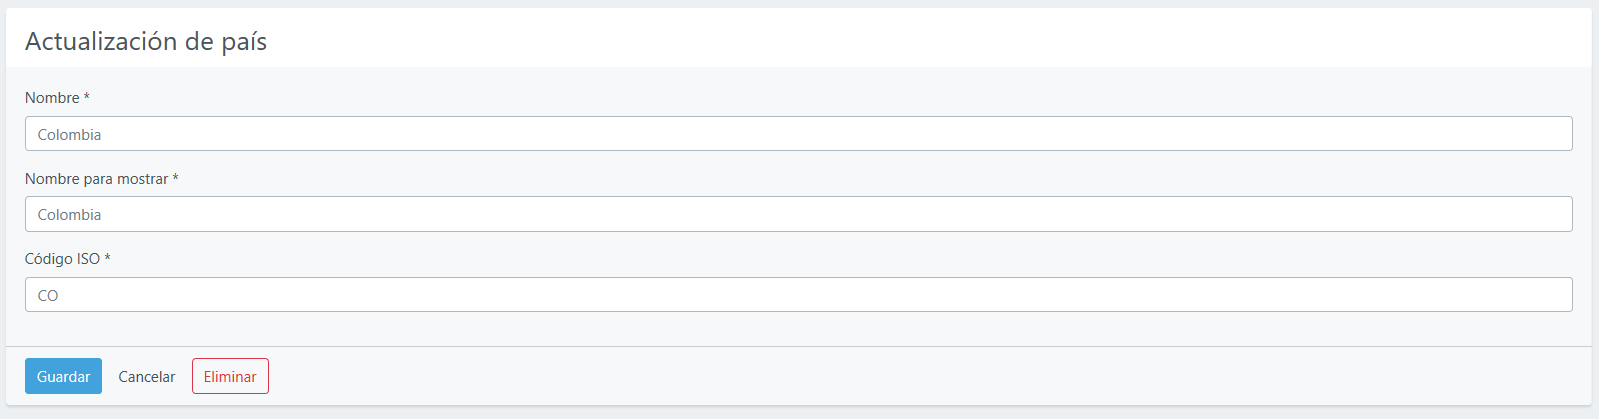 Actualización de país
Nombre *
Colombia
Nombre para mostrar *
Colombia
Código ISO *
CO
Guardar Cancelar Eliminar